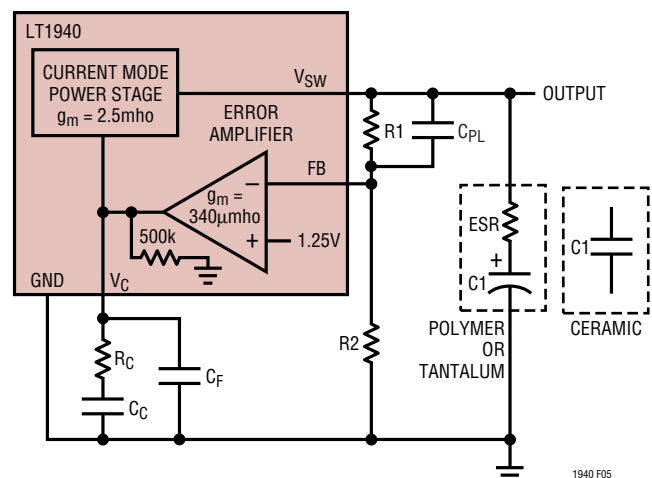 LT1940
CURRENT MODE
POWER STAGE
gm = 2.5mho
VSW
OUTPUT
ERROR
AMPLIFIER
R1
CPL
FB
−
gm =
340µmho
+
1.25V
500k
ESR
+
C1
C1
GND
VC
R2
POLYMER
OR
TANTALUM
CERAMIC
RC
CF
CC
1940 F05